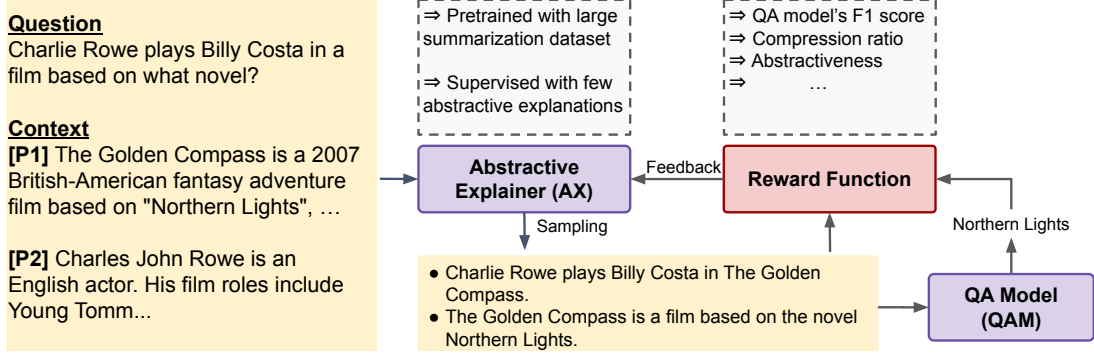 Question
Charlie Rowe plays Billy Costa in a
film based on what novel?
Context
[P1] The Golden Compass is a 2007
British-American fantasy adventure
film based on "Northern Lights", …
[P2] Charles John Rowe is an
English actor. His film roles include
Young Tomm...
⇒ Pretrained with large
summarization dataset
⇒ Supervised with few
abstractive explanations
⇒ QA model's F1 score
⇒ Compression ratio
⇒ Abstractiveness
⇒ …
Abstractive
Explainer (AX)
Feedback
Reward Function
Sampling
Northern Lights
● Charlie Rowe plays Billy Costa in The Golden
Compass.
● The Golden Compass is a film based on the novel
Northern Lights.
QA Model
(QAM)